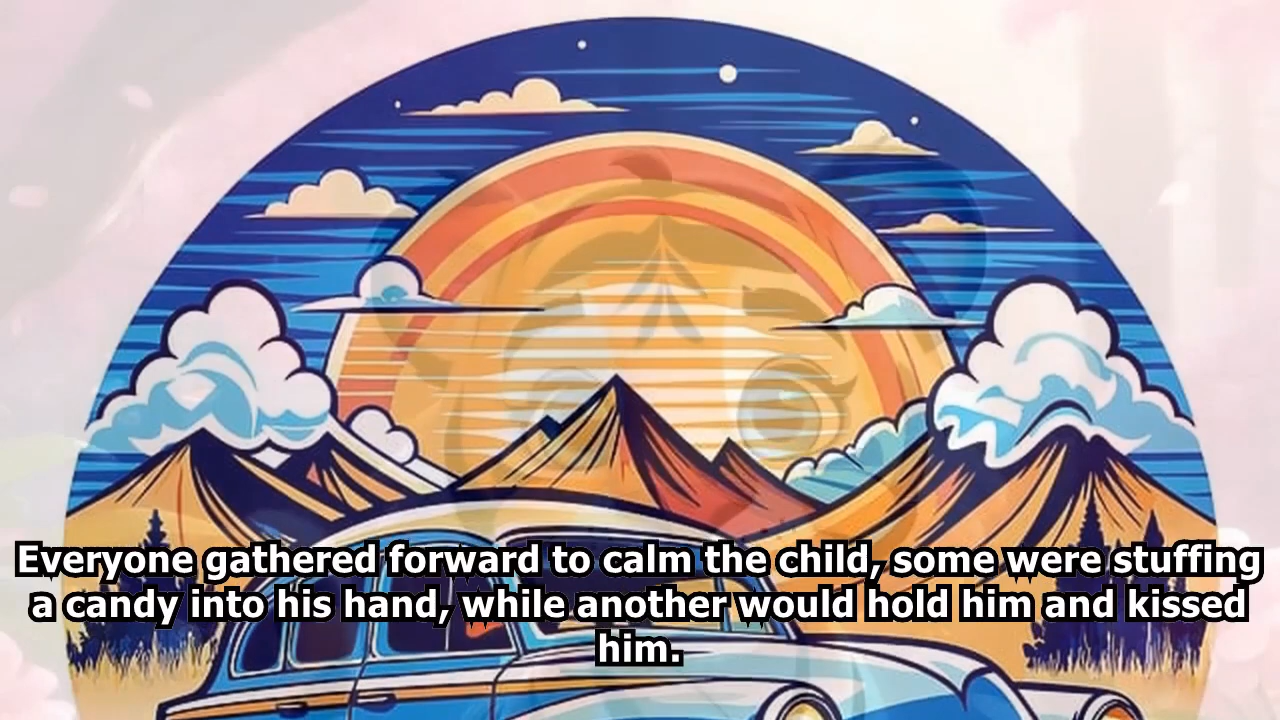 Everyone gathered forward to calm the child, some were stuffing
a candy into his hand, while another would hold him and kissed
him.